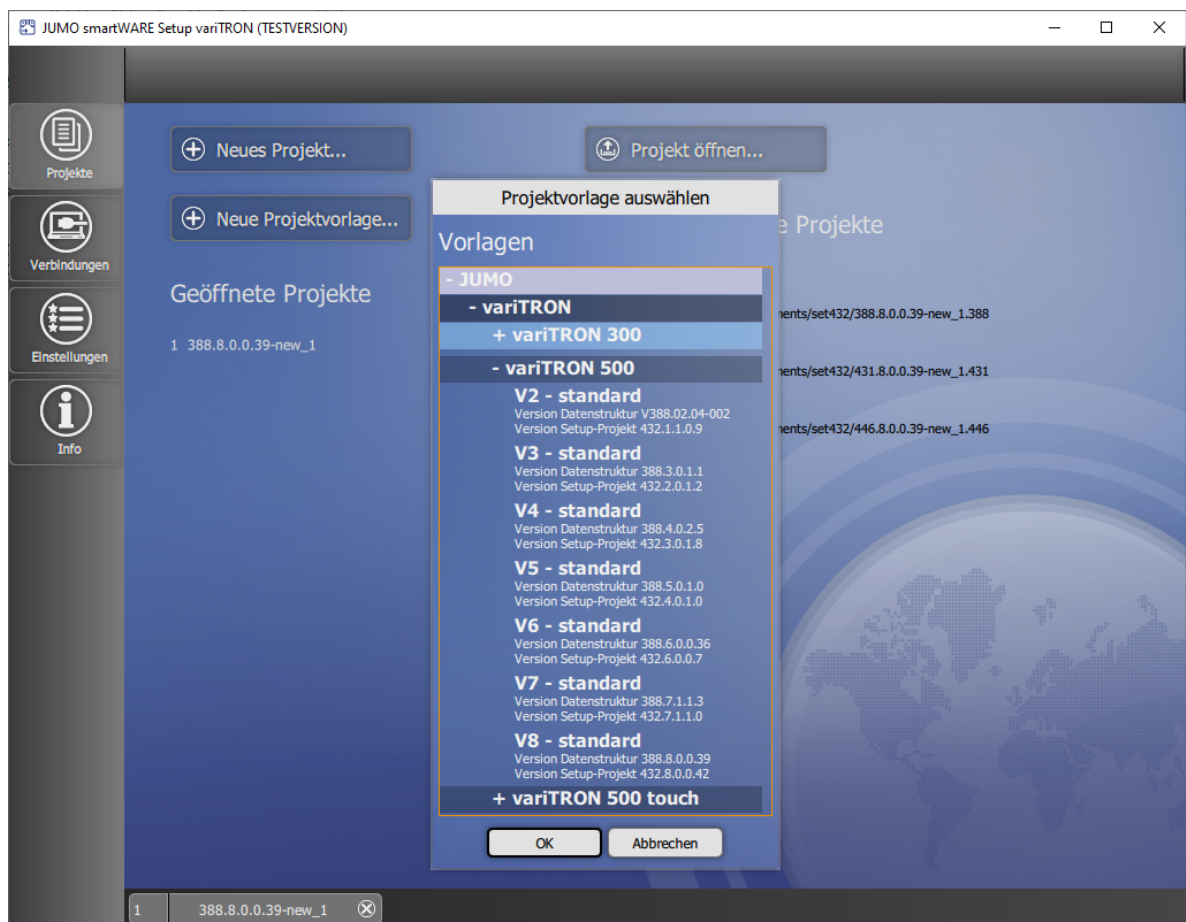 JUMO smartWARE Setup variTRON (TESTVERSION)
Projekte
Verbindungen
Einstellungen
Info
Neues Projekt...
Projekt öffnen...
Neue Projektvorlage...
Geöffnete Projekte
1 388.8.0.0.39-new_1
Projekte
/set432/388.8.0.0.39-new_1.388
/set432/431.8.0.0.39-new_1.431
/set432/446.8.0.0.39-new_1.446
Projektvorlage auswählen
Vorlagen
- JUMO
- variTRON
+ variTRON 300
- variTRON 500
V2 - standard
Version Datenstruktur V388.02.04-002
Version Setup-Projekt 432.1.1.0.9
V3 - standard
Version Datenstruktur 388.3.0.1.1
Version Setup-Projekt 432.2.0.1.2
V4 - standard
Version Datenstruktur 388.4.0.2.5
Version Setup-Projekt 432.3.0.1.8
V5 - standard
Version Datenstruktur 388.5.0.1.0
Version Setup-Projekt 432.4.0.1.0
V6 - standard
Version Datenstruktur 388.6.0.0.36
Version Setup-Projekt 432.6.0.0.7
V7 - standard
Version Datenstruktur 388.7.1.1.3
Version Setup-Projekt 432.7.1.1.0
V8 - standard
Version Datenstruktur 388.8.0.0.39
Version Setup-Projekt 432.8.0.0.42
+ variTRON 500 touch
OK
Abbrechen
1 388.8.0.0.39-new_1